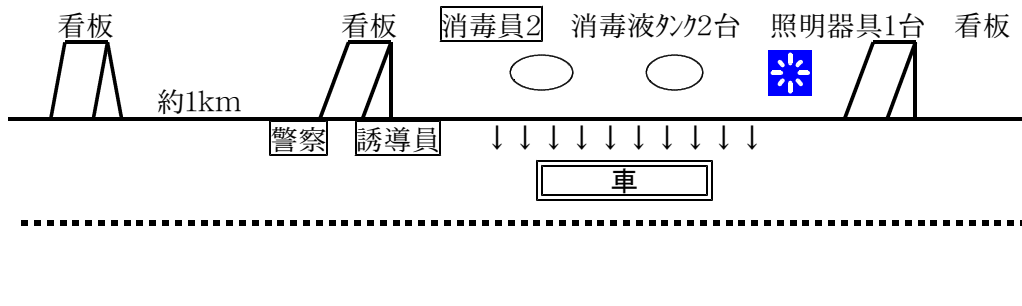 看板 看板 消毒員2 消毒液ﾀﾝｸ2台 照明器具1台 看板
約1km
警察 誘導員 ↓↓↓↓↓↓↓↓↓↓
車